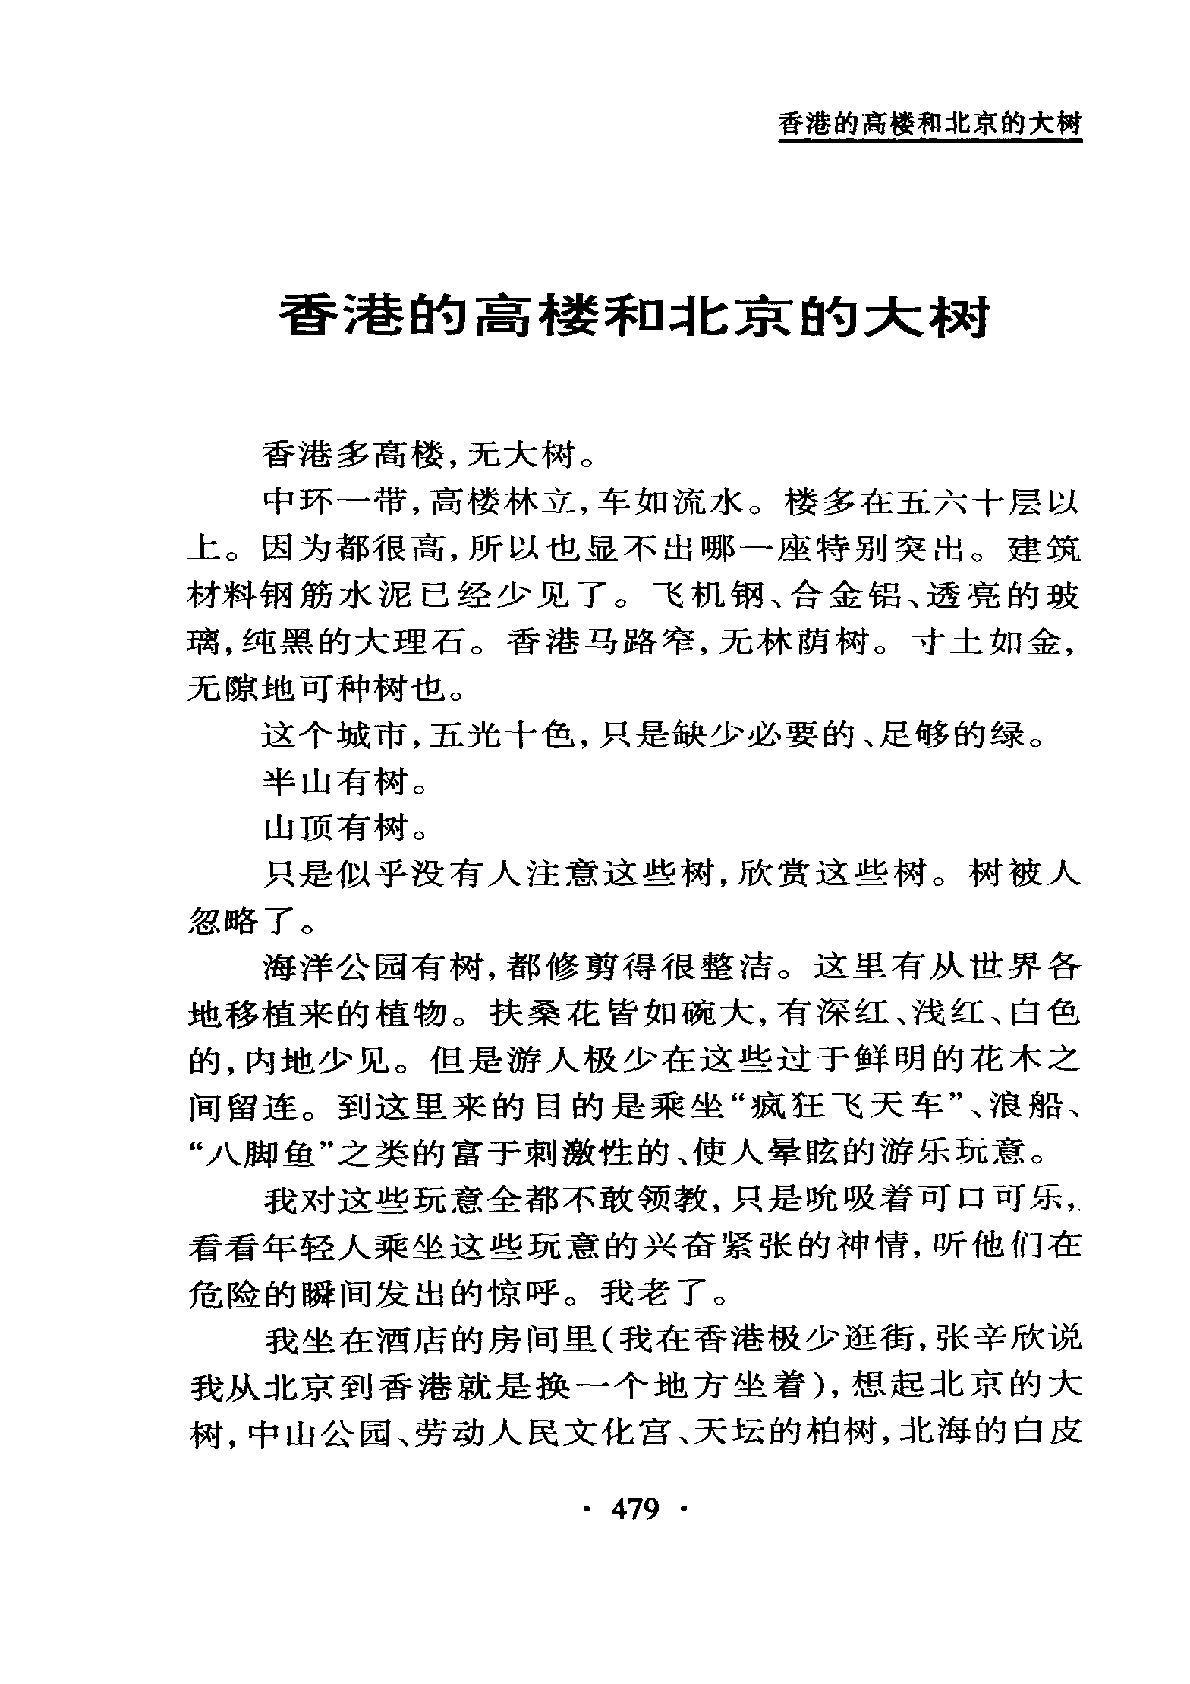 香港的高楼和北京的大树
香港的高楼和北京的大树
香港多高楼,无大树。
中环一带,高楼林立,车如流水。楼多在五六十层以
上。因为都很高,所以也显不出哪一座特别突出。建筑
材料钢筋水泥已经少见了。飞机钢、合金铝、透亮的玻
璃,纯黑的大理石。香港马路窄,无林荫树。寸土如金,
无隙地可种树也。
这个城市,五光十色,只是缺少必要的、足够的绿。
半山有树。
山顶有树。
只是似乎没有人注意这些树,欣赏这些树。树被人
忽略了。
海洋公园有树,都修剪得很整洁。这里有从世界各
地移植来的植物。扶桑花皆如碗大,有深红、浅红、白色
的,内地少见。但是游人极少在这些过于鲜明的花木之
间留连。到这里来的目的是乘坐“疯狂飞天车”、浪船、
“八脚鱼”之类的富于刺激性的、使人晕眩的游乐玩意。
我对这些玩意全都不敢领教,只是吮吸着可口可乐,
看看年轻人乘坐这些玩意的兴奋紧张的神情,听他们在
危险的瞬间发出的惊呼。我老了。
我坐在酒店的房间里(我在香港极少逛街,张辛欣说
我从北京到香港就是换一个地方坐着),想起北京的大
树,中山公园、劳动人民文化宫、天坛的柏树,北海的白皮
· 479 ·